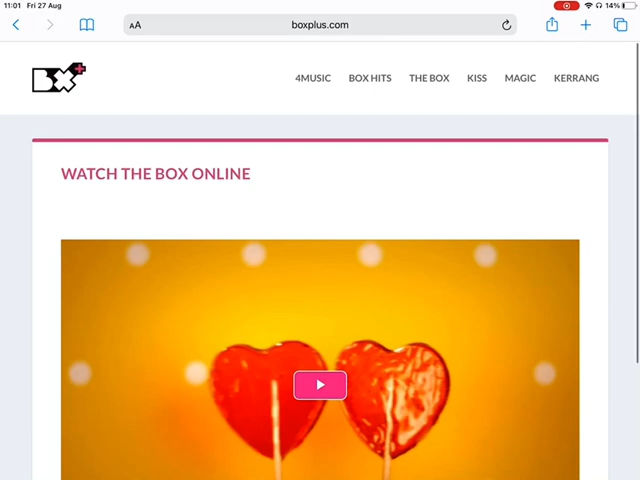 11:01 Fri 27 Aug 14%
AA boxplus.com
BOX+ 4MUSIC BOX HITS THE BOX KISS MAGIC KERRANG
WATCH THE BOX ONLINE